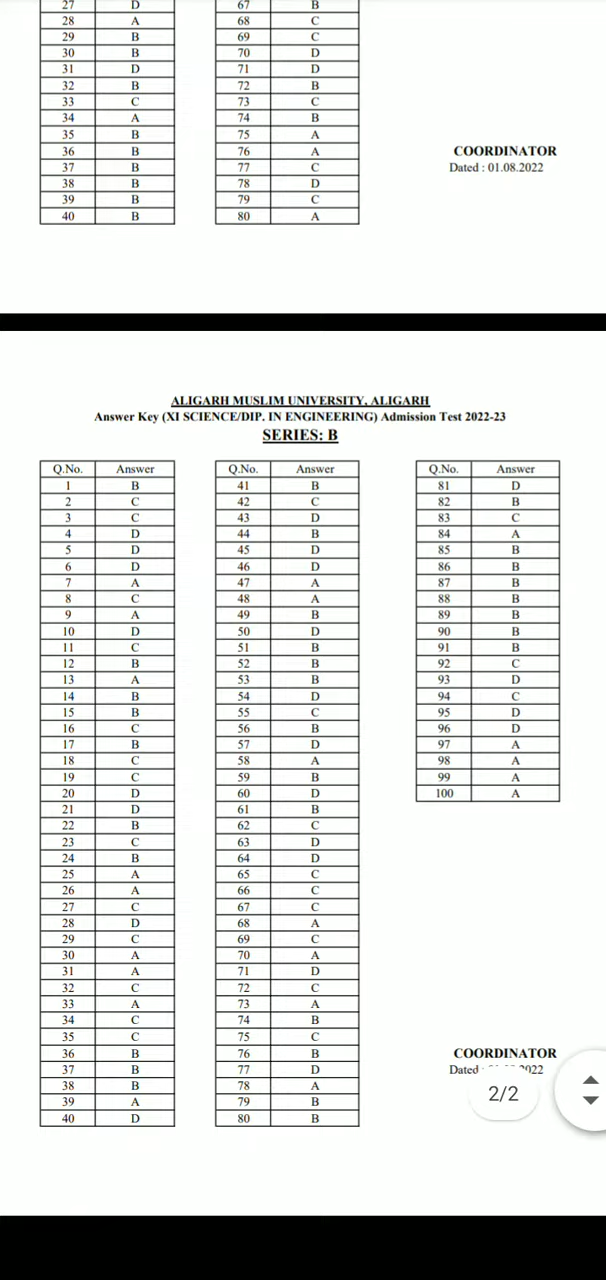 27 D 67 B
28 A 68 C
29 B 69 C
30 B 70 D
31 D 71 D
32 B 72 B
33 C 73 C
34 A 74 B
35 B 75 A
36 B 76 A COORDINATOR
37 B 77 C Dated : 01.08.2022
38 B 78 D
39 B 79 C
40 B 80 A
ALIGARH MUSLIM UNIVERSITY, ALIGARH
Answer Key (XI SCIENCE/DIP. IN ENGINEERING) Admission Test 2022-23
SERIES: B
Q.No. Answer Q.No. Answer Q.No. Answer
1 B 41 B 81 D
2 C 42 C 82 B
3 C 43 D 83 C
4 D 44 B 84 A
5 D 45 D 85 B
6 D 46 D 86 B
7 A 47 A 87 B
8 C 48 A 88 B
9 A 49 B 89 B
10 D 50 D 90 B
11 C 51 B 91 B
12 B 52 B 92 C
13 A 53 B 93 D
14 B 54 D 94 C
15 B 55 C 95 D
16 C 56 B 96 D
17 B 57 D 97 A
18 C 58 A 98 A
19 C 59 B 99 A
20 D 60 D 100 A
21 D 61 B
22 B 62 C
23 C 63 D
24 B 64 D
25 A 65 C
26 A 66 C
27 C 67 C
28 D 68 A
29 C 69 C
30 A 70 A
31 A 71 D
32 C 72 C
33 A 73 A
34 C 74 B
35 C 75 C
36 B 76 B COORDINATOR
37 B 77 D Dated
38 B 78 A 2/2
39 A 79 B
40 D 80 B